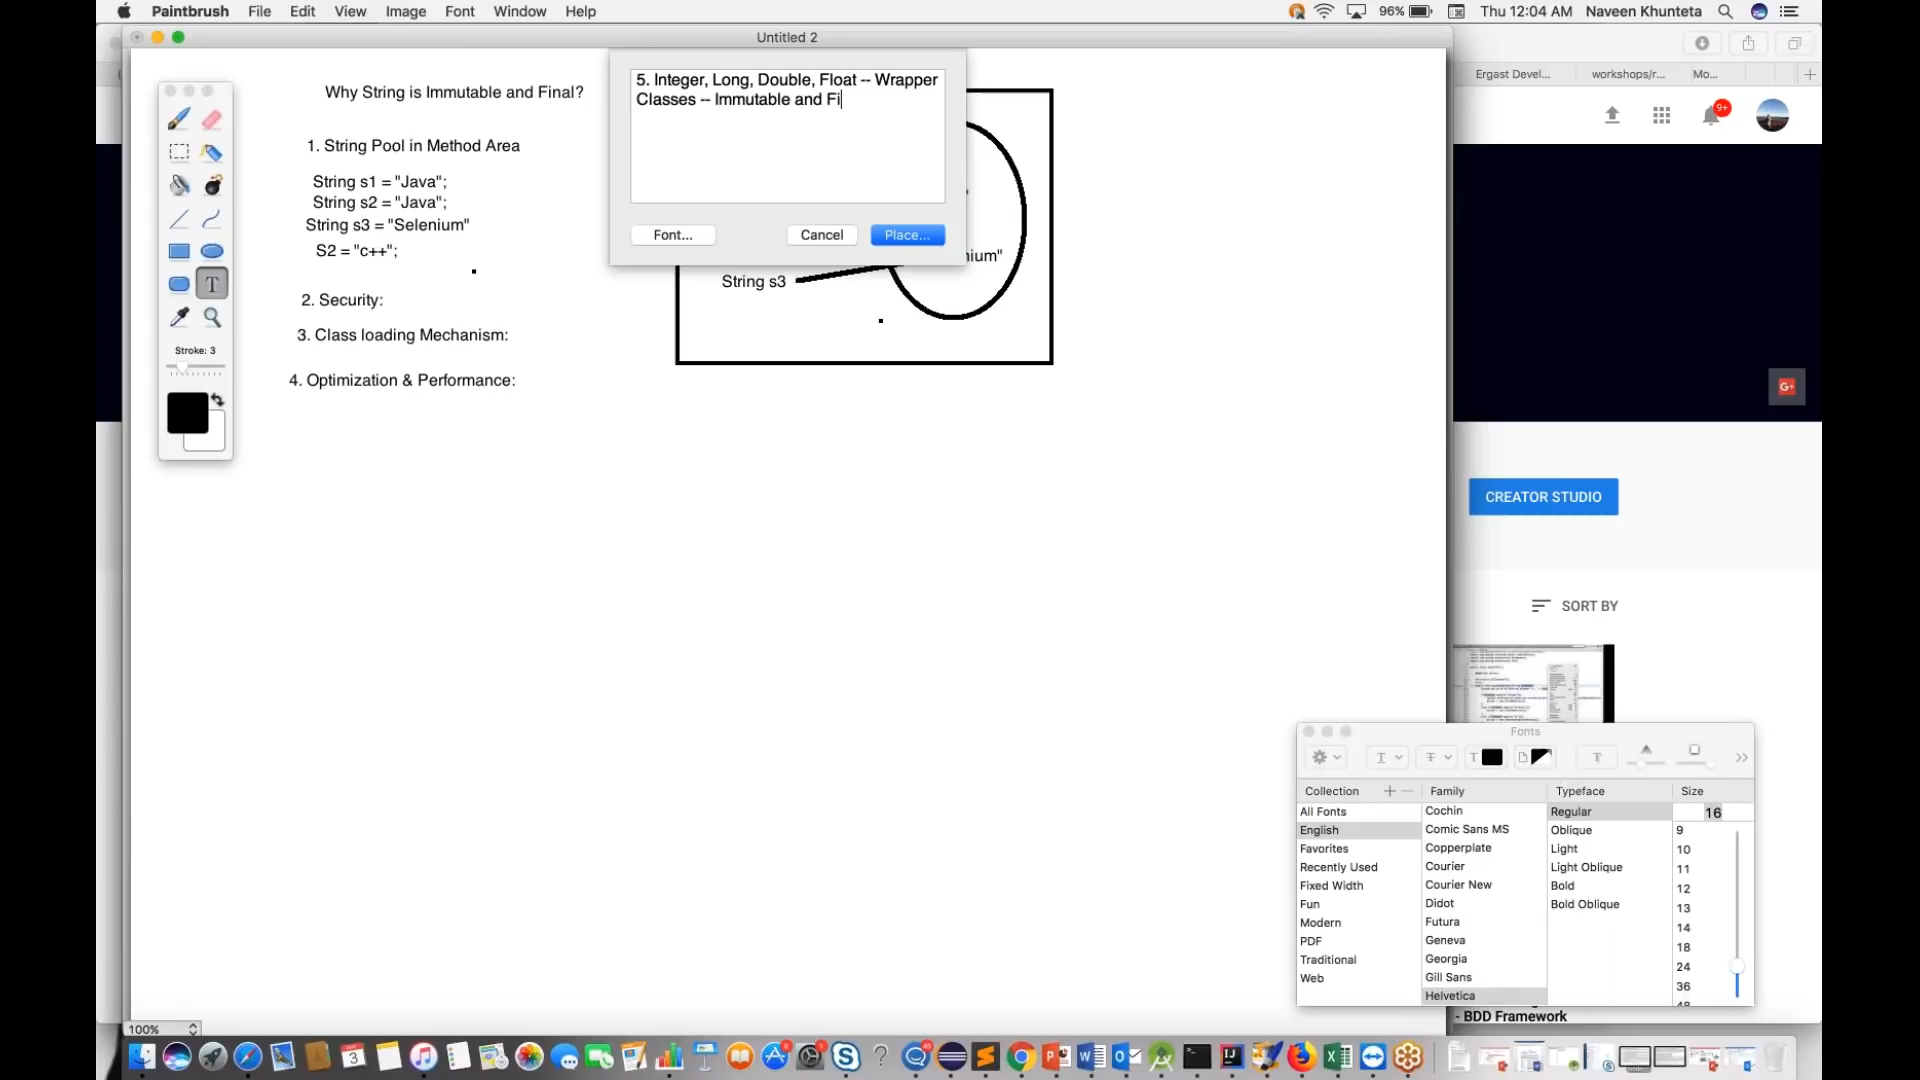 Paintbrush File Edit View Image Font Window Help
96% Thu 12:04 AM Naveen Khunteta
Untitled 2
Ergast Devel... workshops/r... Mo...
5. Integer, Long, Double, Float -- Wrapper
Classes -- Immutable and Fi
Font... Cancel Place...
Why String is Immutable and Final?
1. String Pool in Method Area
String s1 = "Java";
String s2 = "Java";
String s3 = "Selenium"
S2 = "c++";
2. Security:
3. Class loading Mechanism:
4. Optimization & Performance:
nium"
String s3
Stroke: 3
9+
G+
CREATOR STUDIO
SORT BY
Fonts
Collection Family Typeface Size
All Fonts Cochin Regular 16
English Comic Sans MS Oblique 9
Favorites Copperplate Light 10
Recently Used Courier Light Oblique 11
Fixed Width Courier New Bold 12
Fun Didot Bold Oblique 13
Modern Futura 14
PDF Geneva 18
Traditional Georgia 24
Web Gill Sans 36
Helvetica 48
- BDD Framework
100%